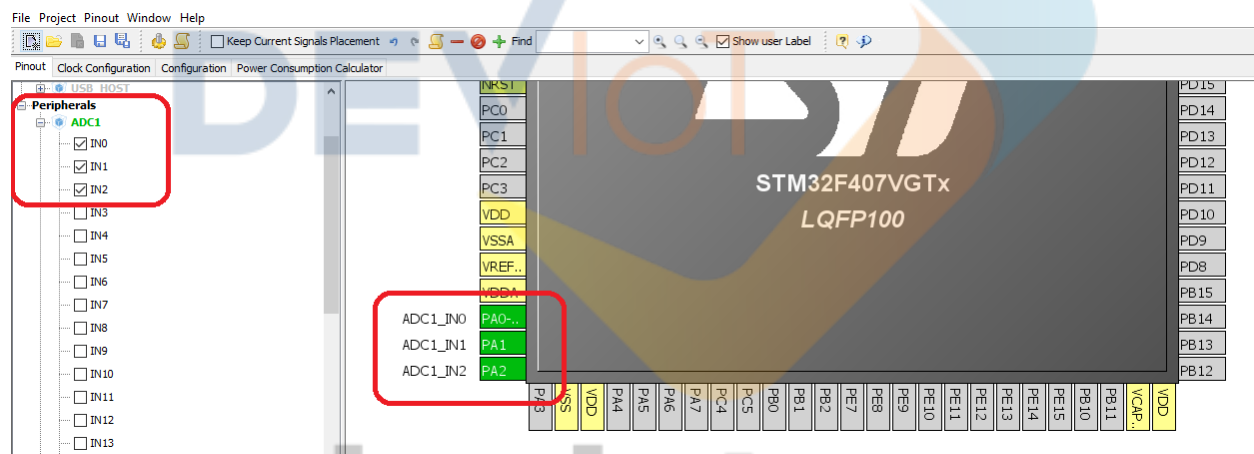 File Project Pinout Window Help
Keep Current Signals Placement Find Show user Label
Pinout Clock Configuration Configuration Power Consumption Calculator
USB_HOST
Peripherals
ADC1
IN0
IN1
IN2
IN3
IN4
IN5
IN6
IN7
IN8
IN9
IN10
IN11
IN12
IN13
DEVIOT
NRST
PC0
PC1
PC2
PC3
VDD
VSSA
VREF..
VDDA
ADC1_IN0 PA0-..
ADC1_IN1 PA1
ADC1_IN2 PA2
STM32F407VGTx
LQFP100
PD15
PD14
PD13
PD12
PD11
PD10
PD9
PD8
PB15
PB14
PB13
PB12
PA3
VSS
VDD
PA4
PA5
PA6
PA7
PC4
PC5
PB0
PB1
PB2
PE7
PE8
PE9
PE10
PE11
PE12
PE13
PE14
PE15
PB10
PB11
VCAP..
VDD